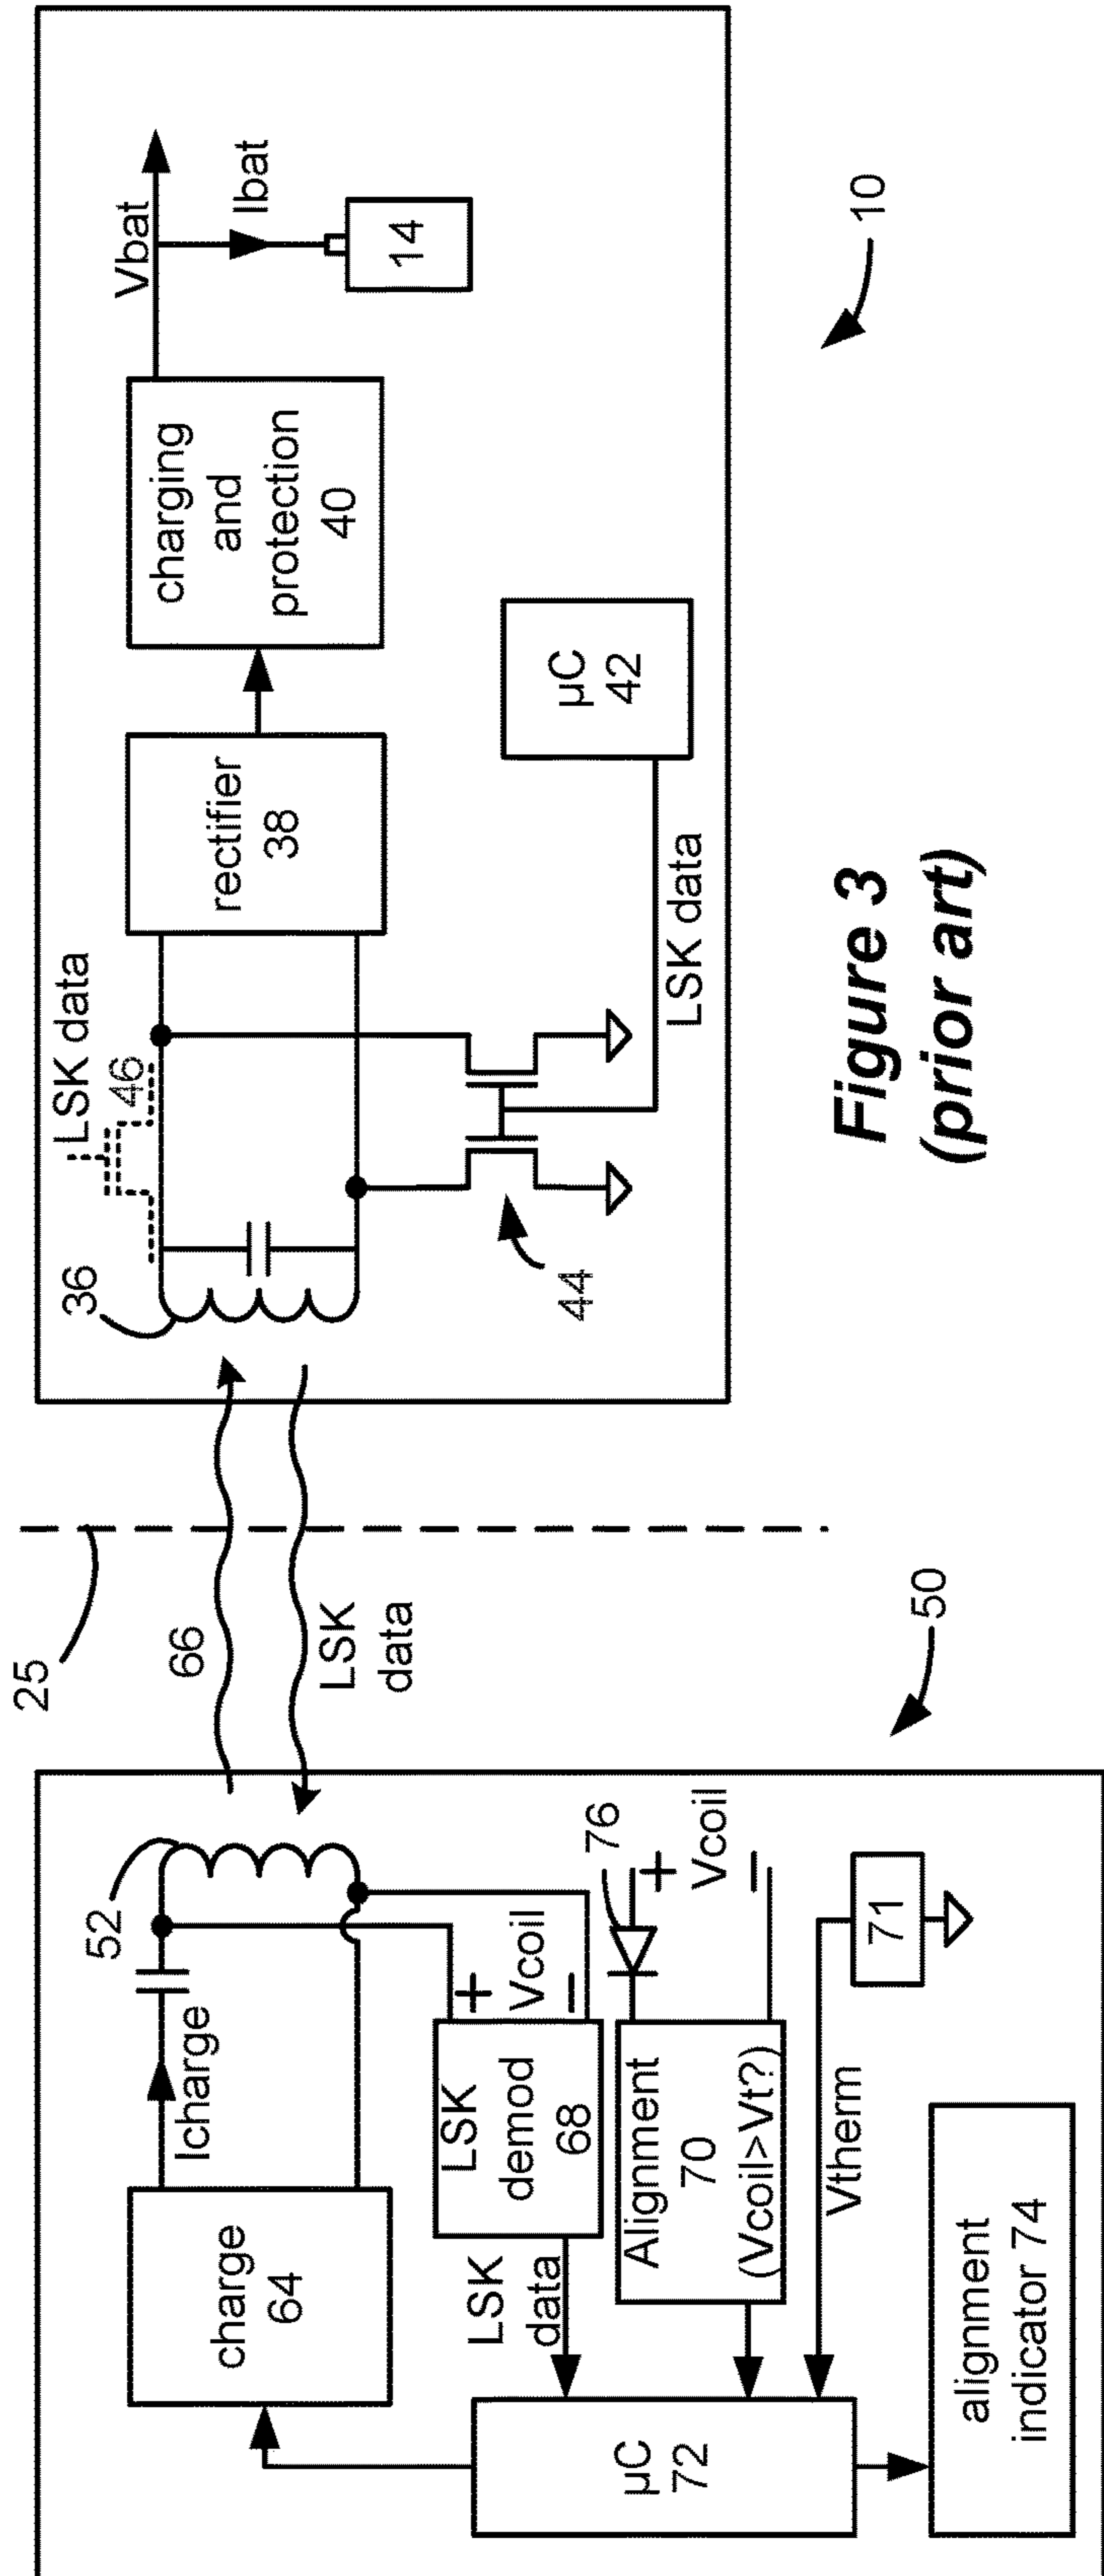 25
66
LSK
data
50
52
Icharge
charge
64
+
Vcoil
−
LSK
demod
68
LSK
data
76
+
Vcoil
−
Alignment
70
(Vcoil>Vt?)
71
Vtherm
µC
72
alignment
indicator 74
36
LSK data
46
44
rectifier
38
charging
and
protection
40
Vbat
Ibat
14
µC
42
LSK data
10
Figure 3
(prior art)